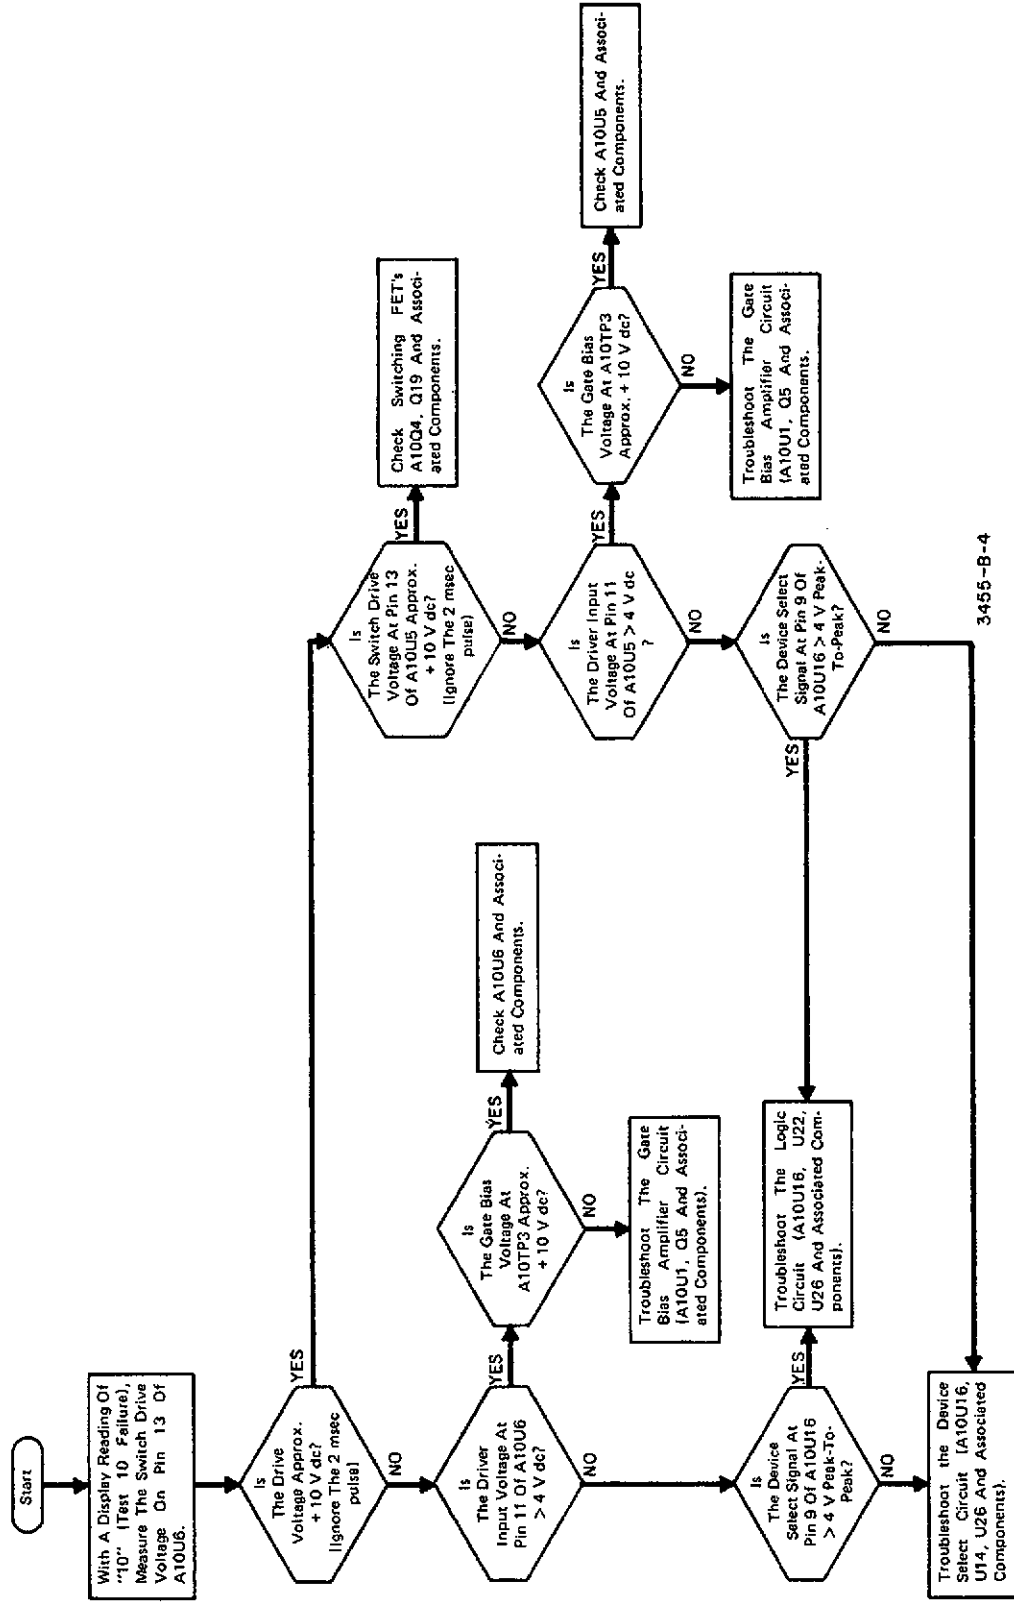 Start
With A Display Reading Of
"10" (Test 10 Failure),
Measure The Switch Drive
Voltage On Pin 13 Of
A10U6.
Is
The Drive
Voltage Approx.
+ 10 V dc?
(Ignore The 2 msec
pulse)
YES
NO
Is
The Driver
Input Voltage At
Pin 11 Of A10U6
> 4 V dc?
YES
NO
Is
The Gate Bias
Voltage At
A10TP3 Approx.
+ 10 V dc?
YES
NO
Check A10U6 And Associ-
ated Components.
Troubleshoot The Gate
Bias Amplifier Circuit
(A10U1, Q5 And Associ-
ated Components).
Is
The Device
Select Signal At
Pin 9 Of A10U16
> 4 V Peak-To-
Peak?
YES
NO
Troubleshoot The Logic
Circuit (A10U16, U22,
U26 And Associated Com-
ponents).
Troubleshoot the Device
Select Circuit (A10U16,
U14, U26 And Associated
Components).
Is
The Switch Drive
Voltage At Pin 13
Of A10U5 Approx.
+ 10 V dc?
(Ignore The 2 msec
pulse)
YES
NO
Check Switching FET's
A10Q4, Q19 And Associ-
ated Components.
Is
The Driver Input
Voltage At Pin 11
Of A10U5 > 4 V dc
?
YES
NO
Is
The Gate Bias
Voltage At A10TP3
Approx. + 10 V dc?
YES
NO
Check A10U5 And Associ-
ated Components.
Troubleshoot The Gate
Bias Amplifier Circuit
(A10U1, Q5 And Associ-
ated Components.
Is
The Device Select
Signal At Pin 9 Of
A10U16 > 4 V Peak-
To-Peak?
YES
NO
3455-B-4